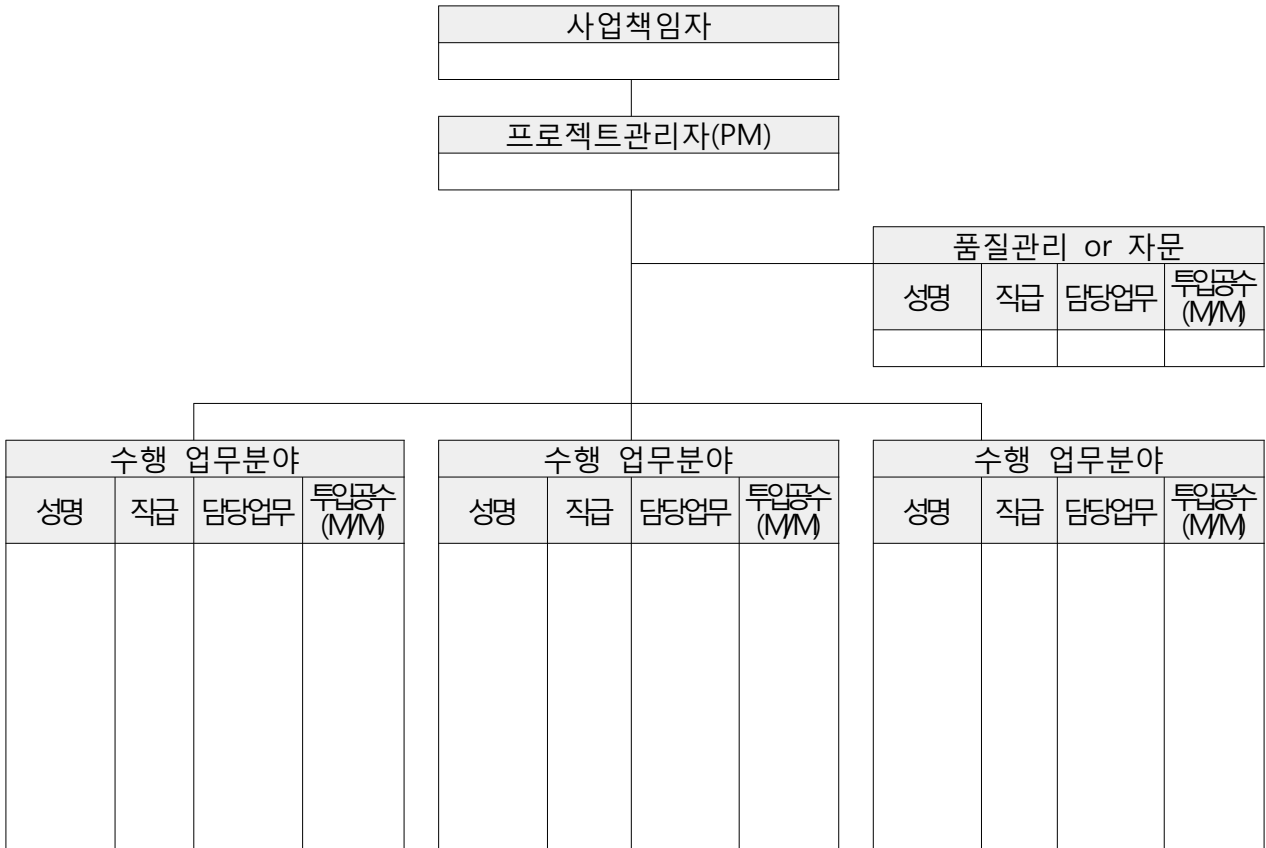 사업책임자
프로젝트관리자(PM)
품질관리 or 자문
성명 직급 담당업무 투입공수
(M/M)
수행 업무분야 수행 업무분야 수행 업무분야
성명 직급 담당업무 투입공수
(M/M)
성명 직급 담당업무 투입공수
(M/M)
성명 직급 담당업무 투입공수
(M/M)